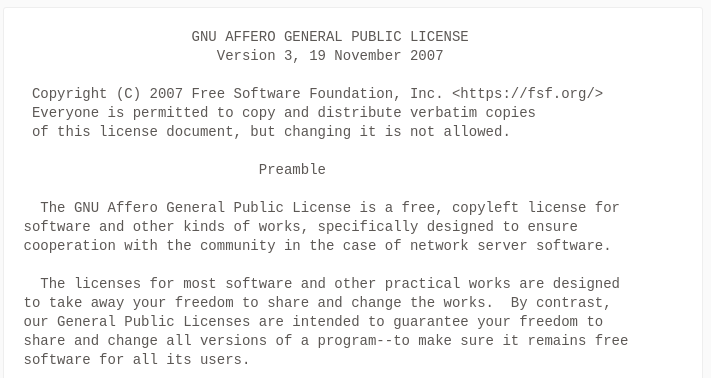 GNU AFFERO GENERAL PUBLIC LICENSE
Version 3, 19 November 2007
Copyright (C) 2007 Free Software Foundation, Inc. <https://fsf.org/>
Everyone is permitted to copy and distribute verbatim copies
of this license document, but changing it is not allowed.
Preamble
The GNU Affero General Public License is a free, copyleft license for
software and other kinds of works, specifically designed to ensure
cooperation with the community in the case of network server software.
The licenses for most software and other practical works are designed
to take away your freedom to share and change the works.  By contrast,
our General Public Licenses are intended to guarantee your freedom to
share and change all versions of a program--to make sure it remains free
software for all its users.